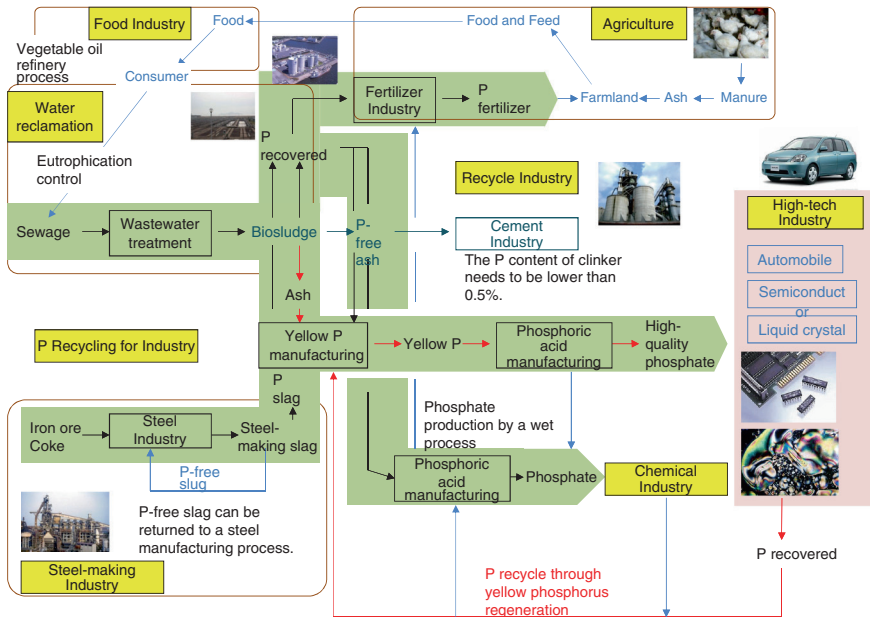 Food Industry
Food
Food and Feed
Agriculture
Vegetable oil
refinery
process
Consumer
Water
reclamation
Fertilizer
Industry
P
fertilizer
Farmland
Ash
Manure
P
recovered
Eutrophication
control
Recycle Industry
High-tech
Industry
Sewage
Wastewater
treatment
Biosludge
P-
free
ash
Cement
Industry
The P content of clinker
needs to be lower than
0.5%.
Automobile
Semiconduct
or
Liquid crystal
Ash
P Recycling for Industry
Yellow P
manufacturing
Yellow P
Phosphoric
acid
manufacturing
High-
quality
phosphate
P
slag
Phosphate
production by a wet
process
Iron ore
Coke
Steel
Industry
Steel-
making slag
P-free
slug
Phosphoric
acid
manufacturing
Phosphate
Chemical
Industry
P-free slag can be
returned to a steel
manufacturing process.
P recovered
Steel-making
Industry
P recycle through
yellow phosphorus
regeneration